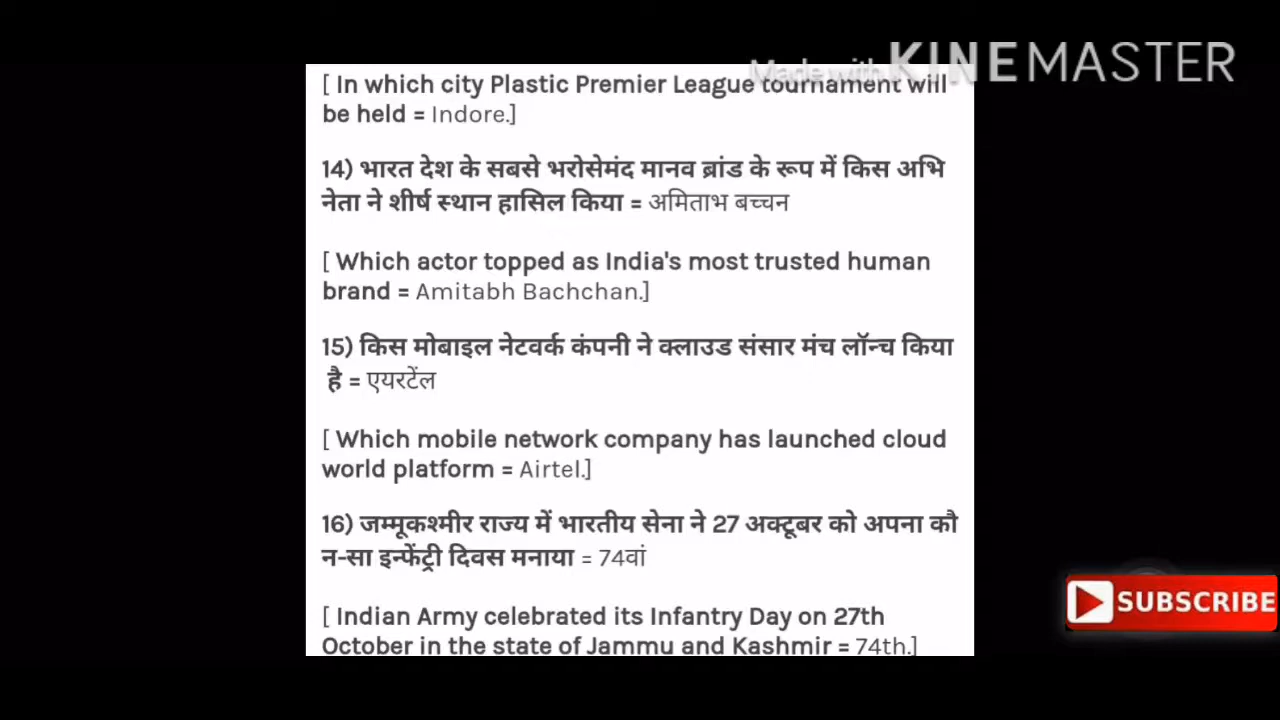 Made with KINEMASTER
[ In which city Plastic Premier League tournament will
be held = Indore.]
14) भारत देश के सबसे भरोसेमंद मानव ब्रांड के रूप में किस अभि
नेता ने शीर्ष स्थान हासिल किया = अमिताभ बच्चन
[ Which actor topped as India's most trusted human
brand = Amitabh Bachchan.]
15) किस मोबाइल नेटवर्क कंपनी ने क्लाउड संसार मंच लॉन्च किया
है = एयरटेंल
[ Which mobile network company has launched cloud
world platform = Airtel.]
16) जम्मूकश्मीर राज्य में भारतीय सेना ने 27 अक्टूबर को अपना कौ
न-सा इन्फेंट्री दिवस मनाया = 74वां
[ Indian Army celebrated its Infantry Day on 27th
October in the state of Jammu and Kashmir = 74th.]
SUBSCRIBE